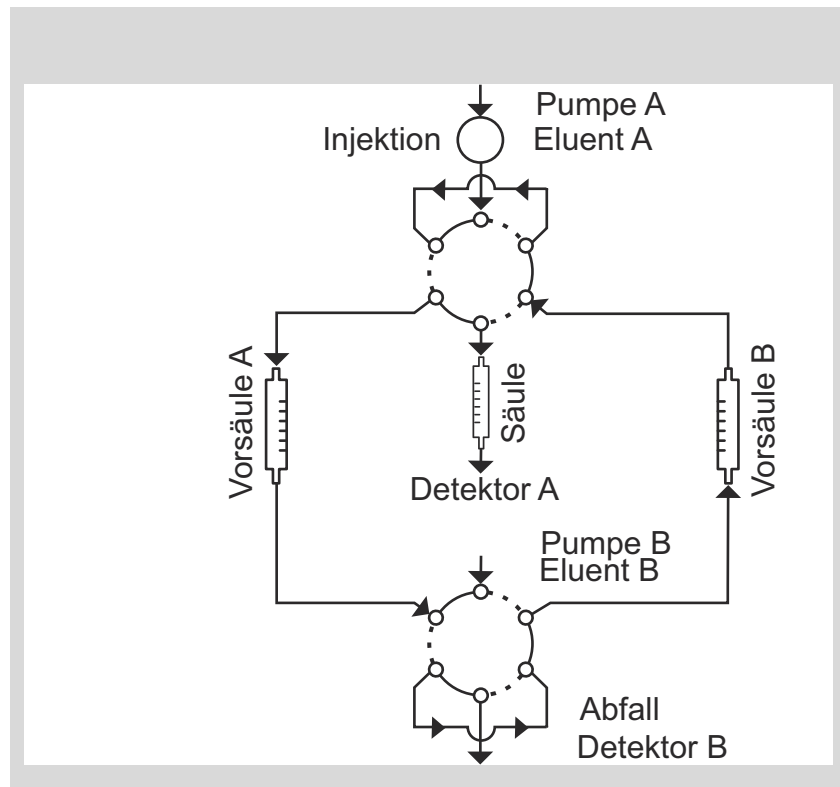 Pumpe A
Injektion
Eluent A
Vorsäule A
Säule
Vorsäule B
Detektor A
Pumpe B
Eluent B
Abfall
Detektor B